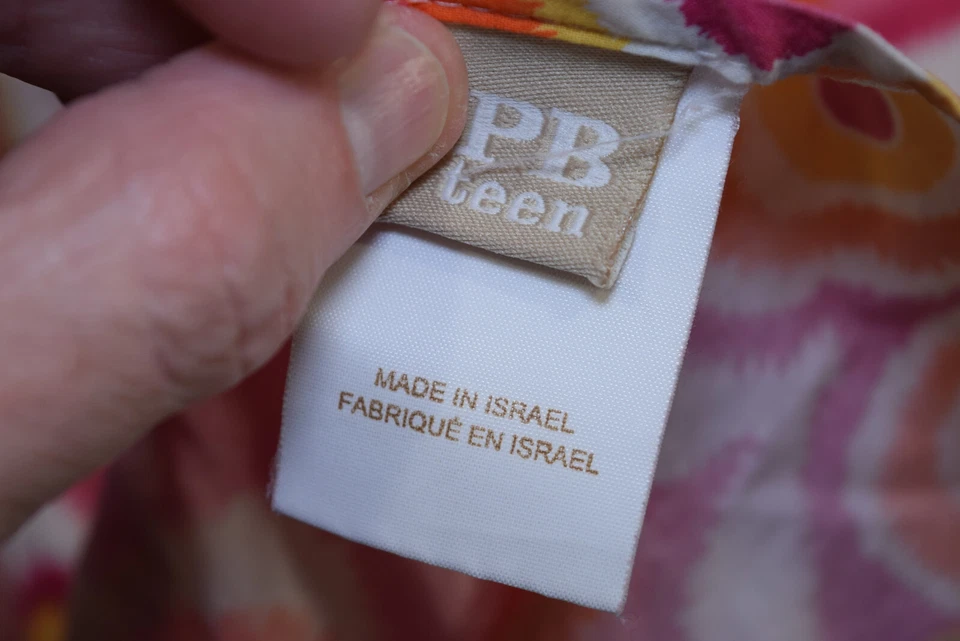 PB
teen
MADE IN ISRAEL
FABRIQUÉ EN ISRAEL